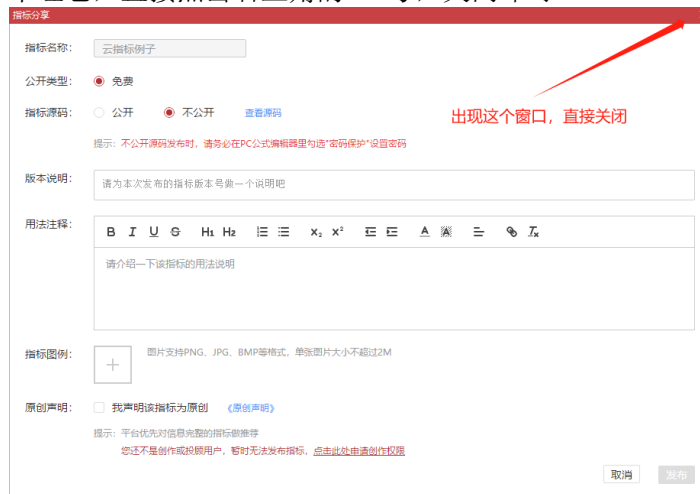 指标分享
指标名称： 云指标例子
公开类型： 免费
指标源码： 公开 不公开 查看源码
出现这个窗口，直接关闭
提示：不公开源码发布时，请务必在PC公式编辑器里勾选"密码保护"设置密码
版本说明： 请为本次发布的指标版本号做一个说明吧
用法注释： B I U S H1 H2 X₂ X² A A Tx
请介绍一下该指标的用法说明
指标图例： 图片支持PNG、JPG、BMP等格式，单张图片大小不超过2M
原创声明： 我声明该指标为原创 《原创声明》
提示：平台优先对信息完整的指标做推荐
您还不是创作或投顾用户，暂时无法发布指标，点击此处申请创作权限
取消 发布